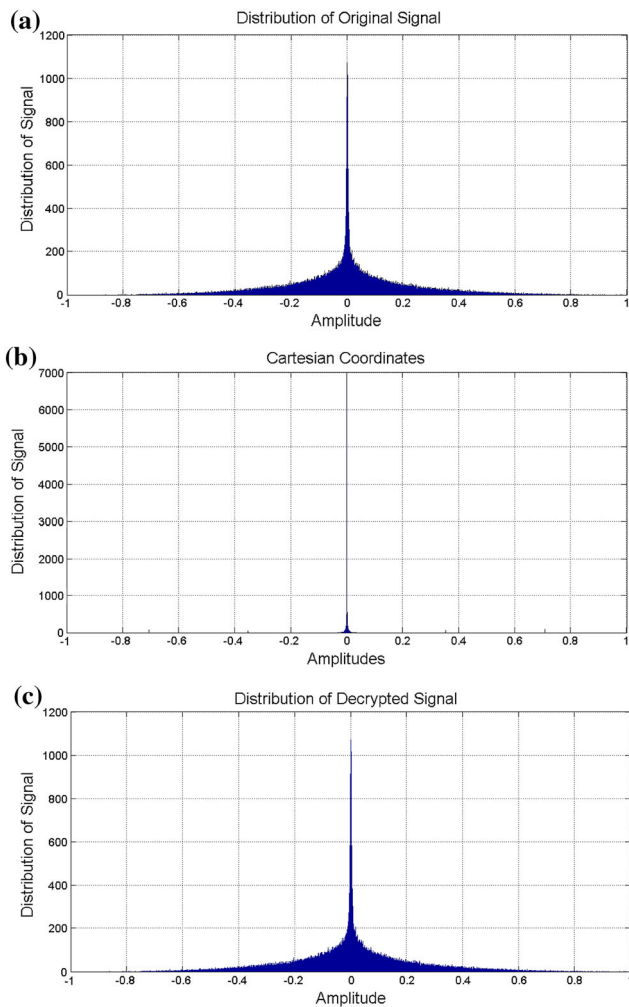 (a)
Distribution of Original Signal
1200
1000
800
600
400
200
0
Distribution of Signal
-1 -0.8 -0.6 -0.4 -0.2 0 0.2 0.4 0.6 0.8 1
Amplitude
(b)
Cartesian Coordinates
7000
6000
5000
4000
3000
2000
1000
0
Distribution of Signal
-1 -0.8 -0.6 -0.4 -0.2 0 0.2 0.4 0.6 0.8 1
Amplitudes
(c)
Distribution of Decrypted Signal
1200
1000
800
600
400
200
0
Distribution of Signal
-1 -0.8 -0.6 -0.4 -0.2 0 0.2 0.4 0.6 0.8 1
Amplitude